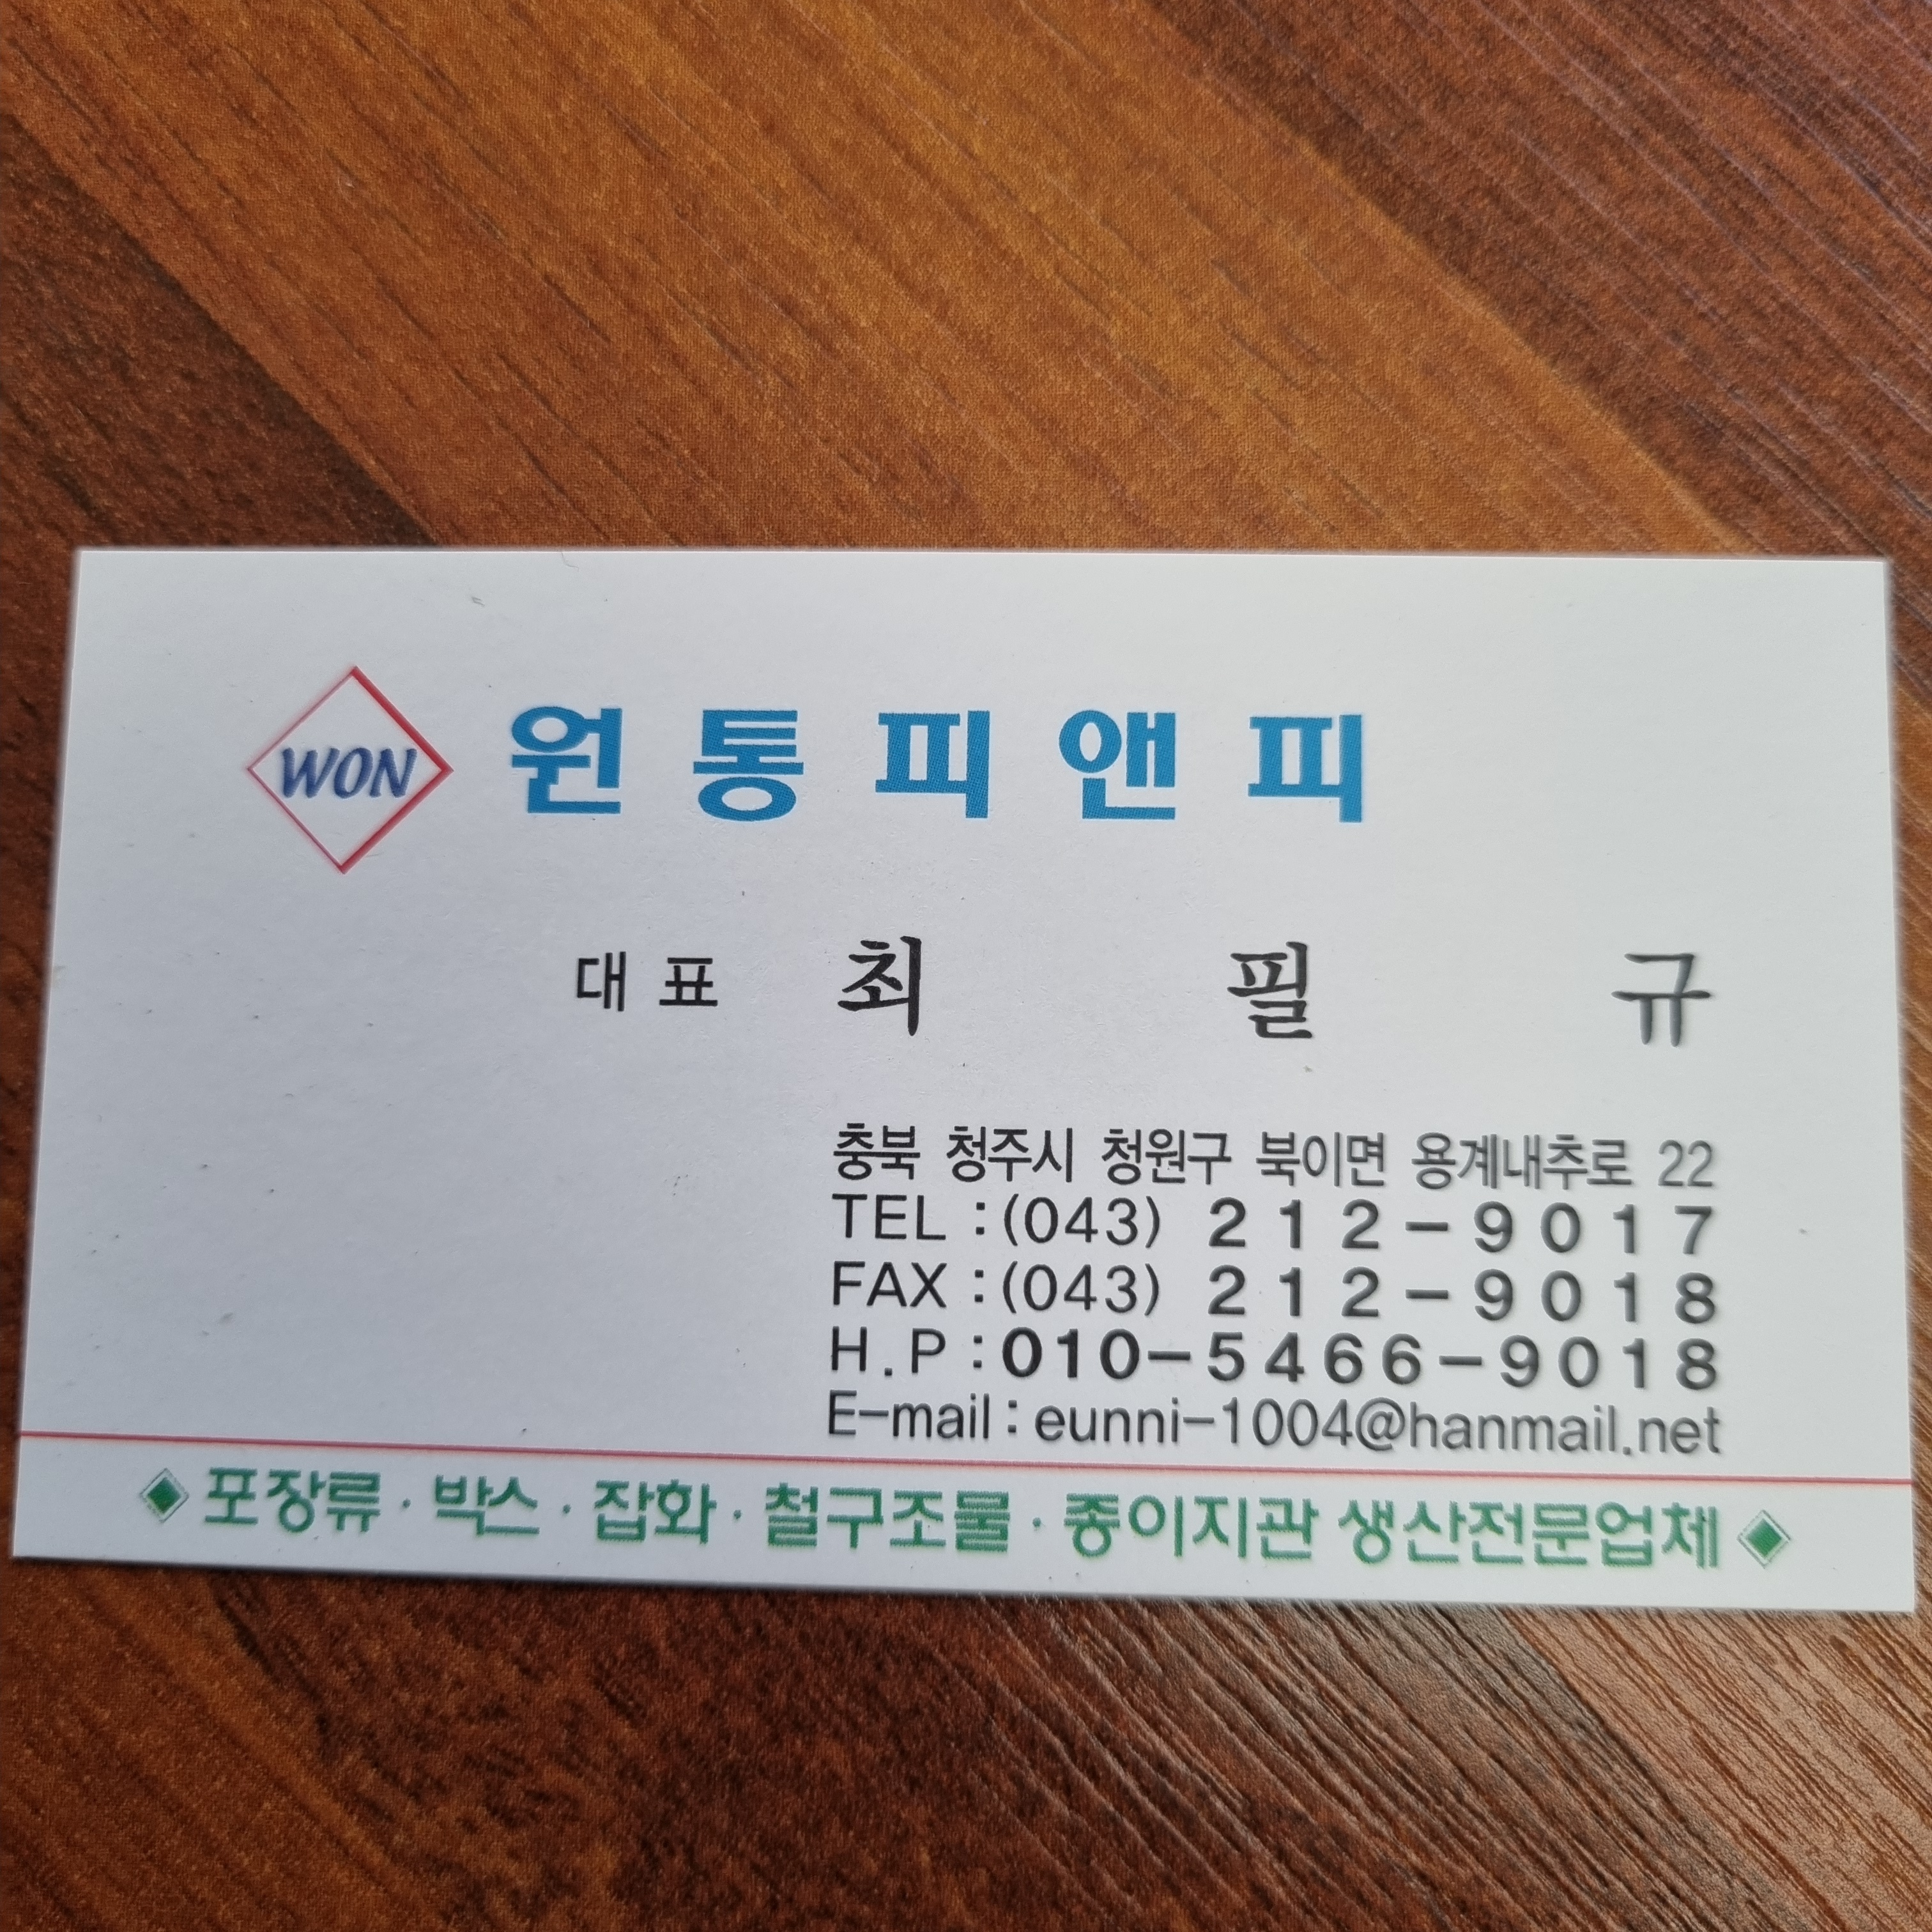 WON 원통피앤피
대표 최 필 규
충북 청주시 청원구 북이면 용계내추로 22
TEL : (043) 212-9017
FAX : (043) 212-9018
H.P : 010-5466-9018
E-mail : eunni-1004@hanmail.net
◈ 포장류 · 박스 · 잡화 · 철구조물 · 종이지관 생산전문업체 ◈